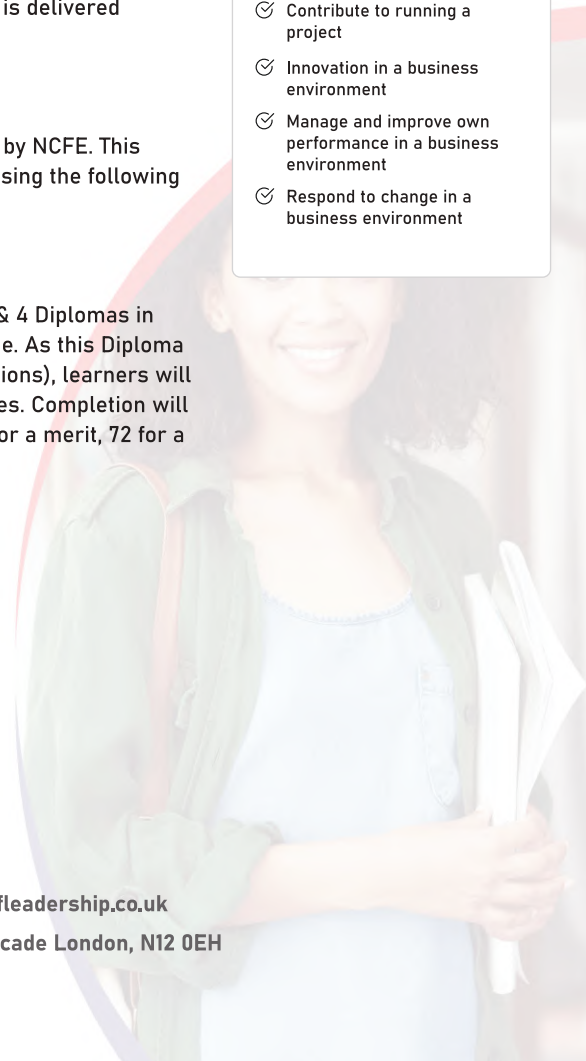 is delivered
by NCFE. This
sing the following
& 4 Diplomas in
e. As this Diploma
ions), learners will
es. Completion will
or a merit, 72 for a
Contribute to running a
project
Innovation in a business
environment
Manage and improve own
performance in a business
environment
Respond to change in a
business environment
fleadership.co.uk
cade London, N12 0EH